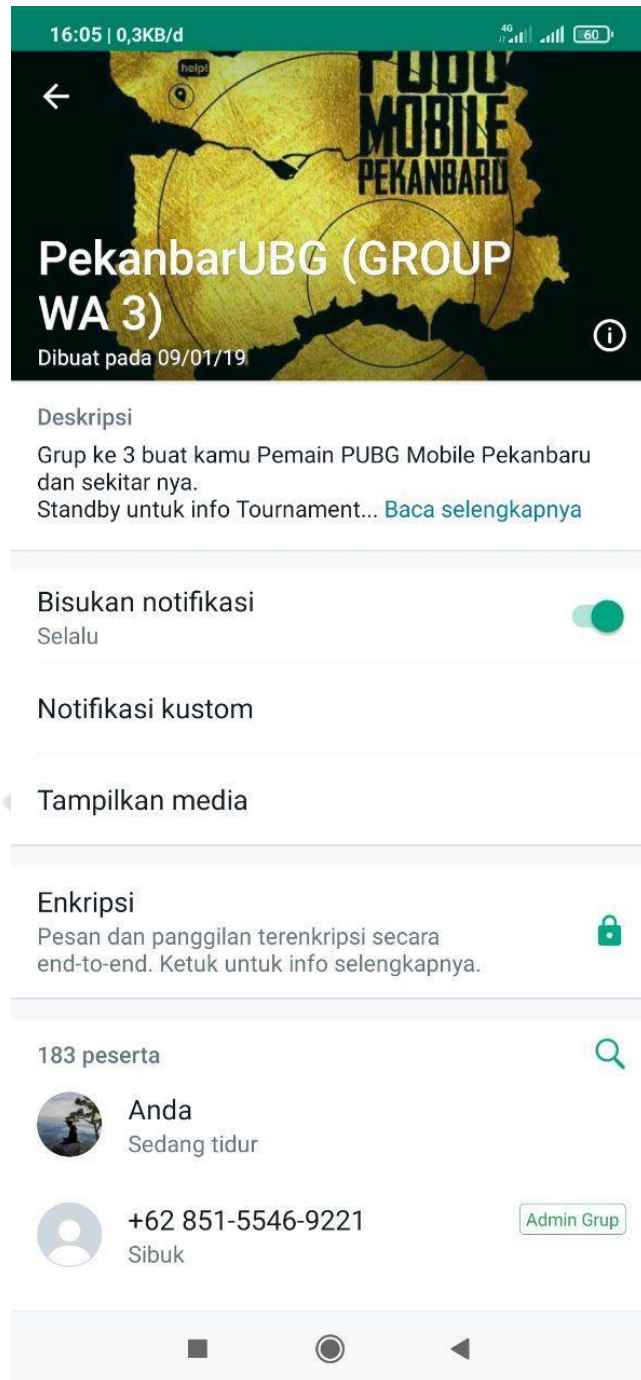 16:05 | 0,3KB/d
4G
60
help!
PUBG
MOBILE
PEKANBARU
PekanbarUBG (GROUP
WA 3)
Dibuat pada 09/01/19
Deskripsi
Grup ke 3 buat kamu Pemain PUBG Mobile Pekanbaru
dan sekitar nya.
Standby untuk info Tournament... Baca selengkapnya
Bisukan notifikasi
Selalu
Notifikasi kustom
Tampilkan media
Enkripsi
Pesan dan panggilan terenkripsi secara
end-to-end. Ketuk untuk info selengkapnya.
183 peserta
Anda
Sedang tidur
+62 851-5546-9221
Admin Grup
Sibuk